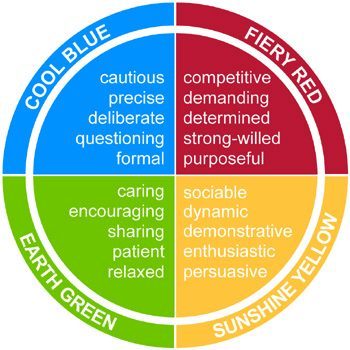 COOL BLUE
cautious
precise
deliberate
questioning
formal
FIERY RED
competitive
demanding
determined
strong-willed
purposeful
EARTH GREEN
caring
encouraging
sharing
patient
relaxed
SUNSHINE YELLOW
sociable
dynamic
demonstrative
enthusiastic
persuasive